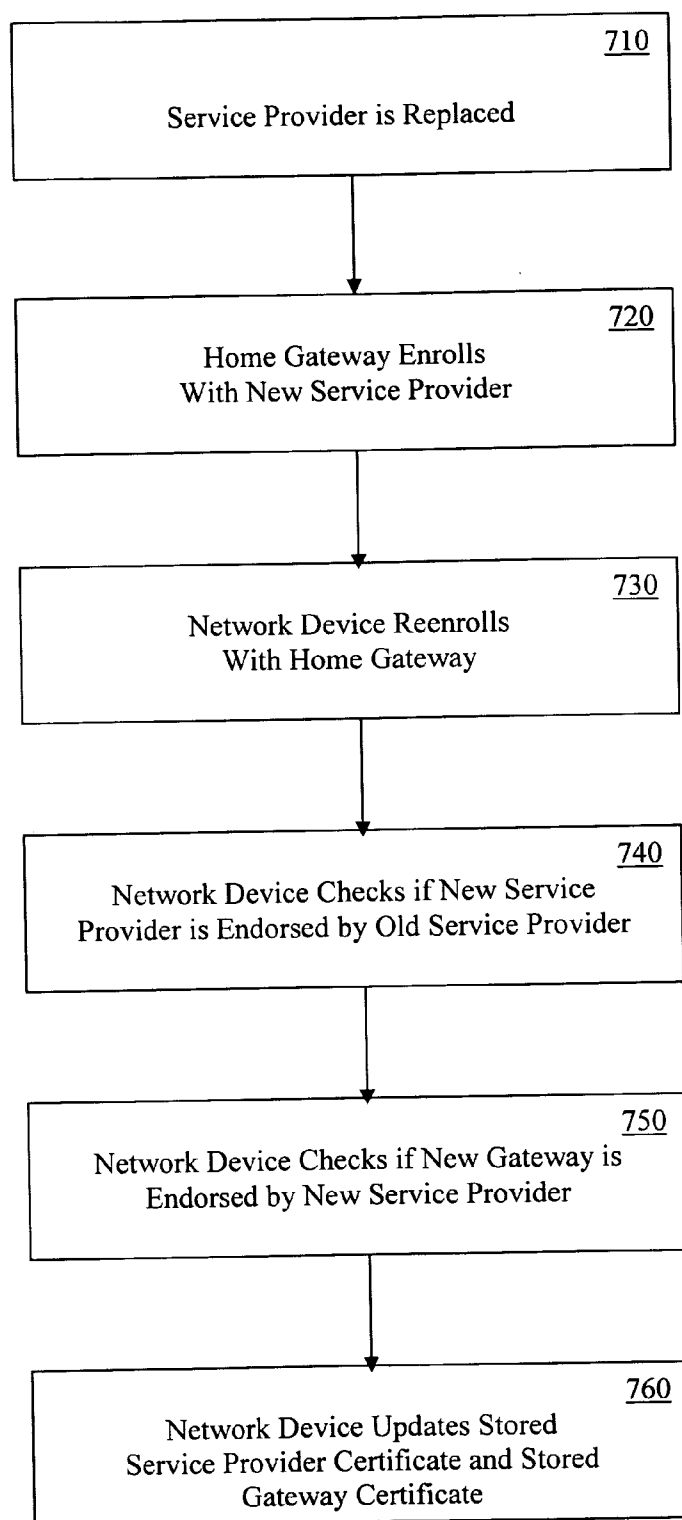 710
Service Provider is Replaced
720
Home Gateway Enrolls
With New Service Provider
730
Network Device Reenrolls
With Home Gateway
740
Network Device Checks if New Service
Provider is Endorsed by Old Service Provider
750
Network Device Checks if New Gateway is
Endorsed by New Service Provider
760
Network Device Updates Stored
Service Provider Certificate and Stored
Gateway Certificate